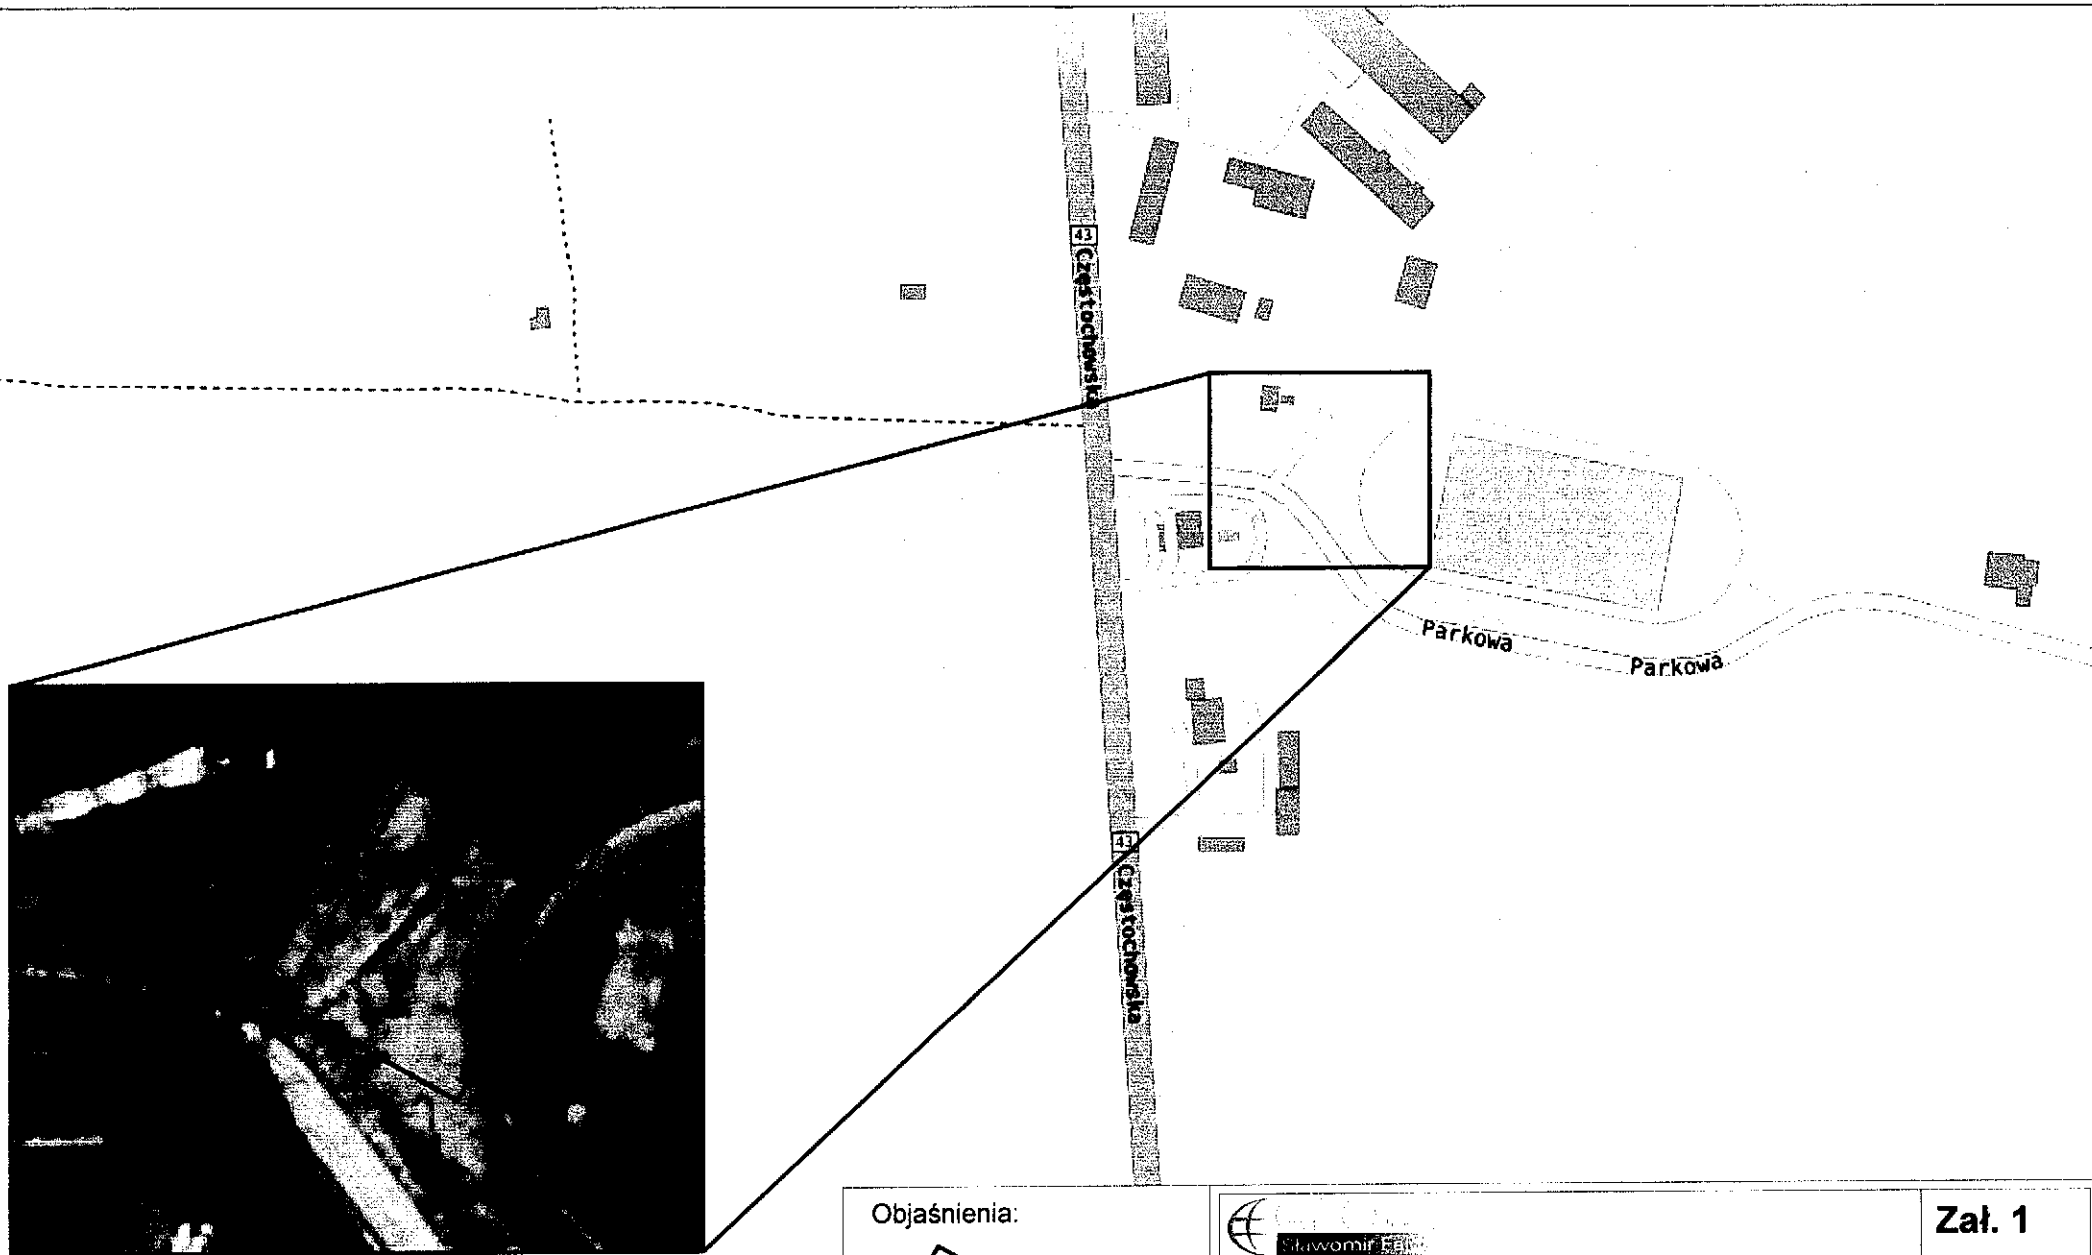 43
Częstochowska
Parkowa
Parkowa
43
Częstochowska
Objaśnienia:
Sławomir
Zał. 1